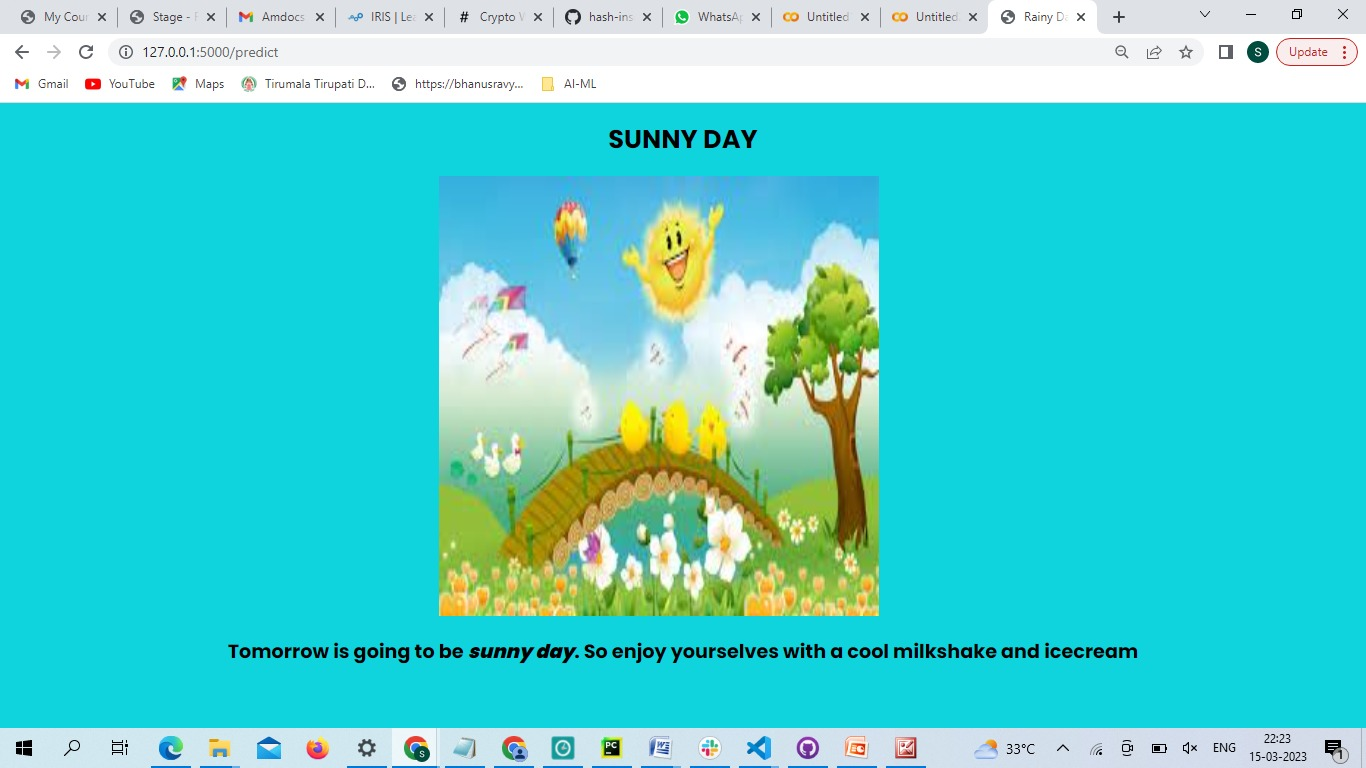 My Cour
Stage - F
Amdocs
IRIS | Lea
# Crypto V
hash-ins
WhatsAp
Untitled
Untitled
Rainy Da
127.0.0.1:5000/predict
Update
Gmail
YouTube
Maps
Tirumala Tirupati D...
https://bhanusravy...
AI-ML
SUNNY DAY
Tomorrow is going to be sunny day. So enjoy yourselves with a cool milkshake and icecream
33°C
ENG
22:23
15-03-2023